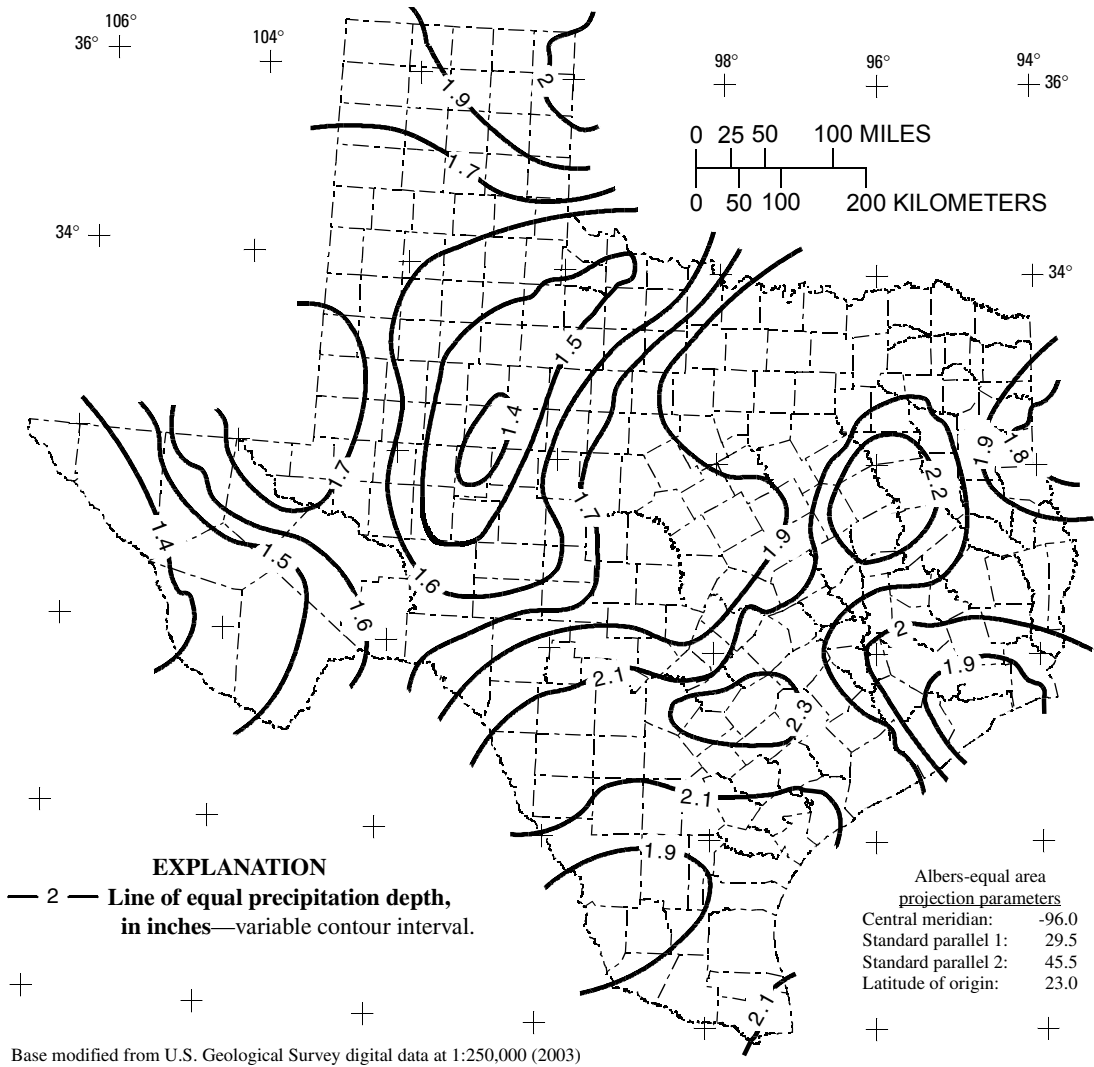 106°
36°
104°
98°
96°
94°
36°
2
1.9
0 25 50 100 MILES
1.7
0 50 100 200 KILOMETERS
34°
34°
1.5
1.4
1.9
1.8
1.7
2.2
1.7
1.4
1.9
1.5
1.6
1.6
2
1.9
2.1
2.3
2.1
1.9
EXPLANATION
2 Line of equal precipitation depth,
in inches—variable contour interval.
Albers-equal area
projection parameters
Central meridian: -96.0
Standard parallel 1: 29.5
Standard parallel 2: 45.5
Latitude of origin: 23.0
2.1
Base modified from U.S. Geological Survey digital data at 1:250,000 (2003)